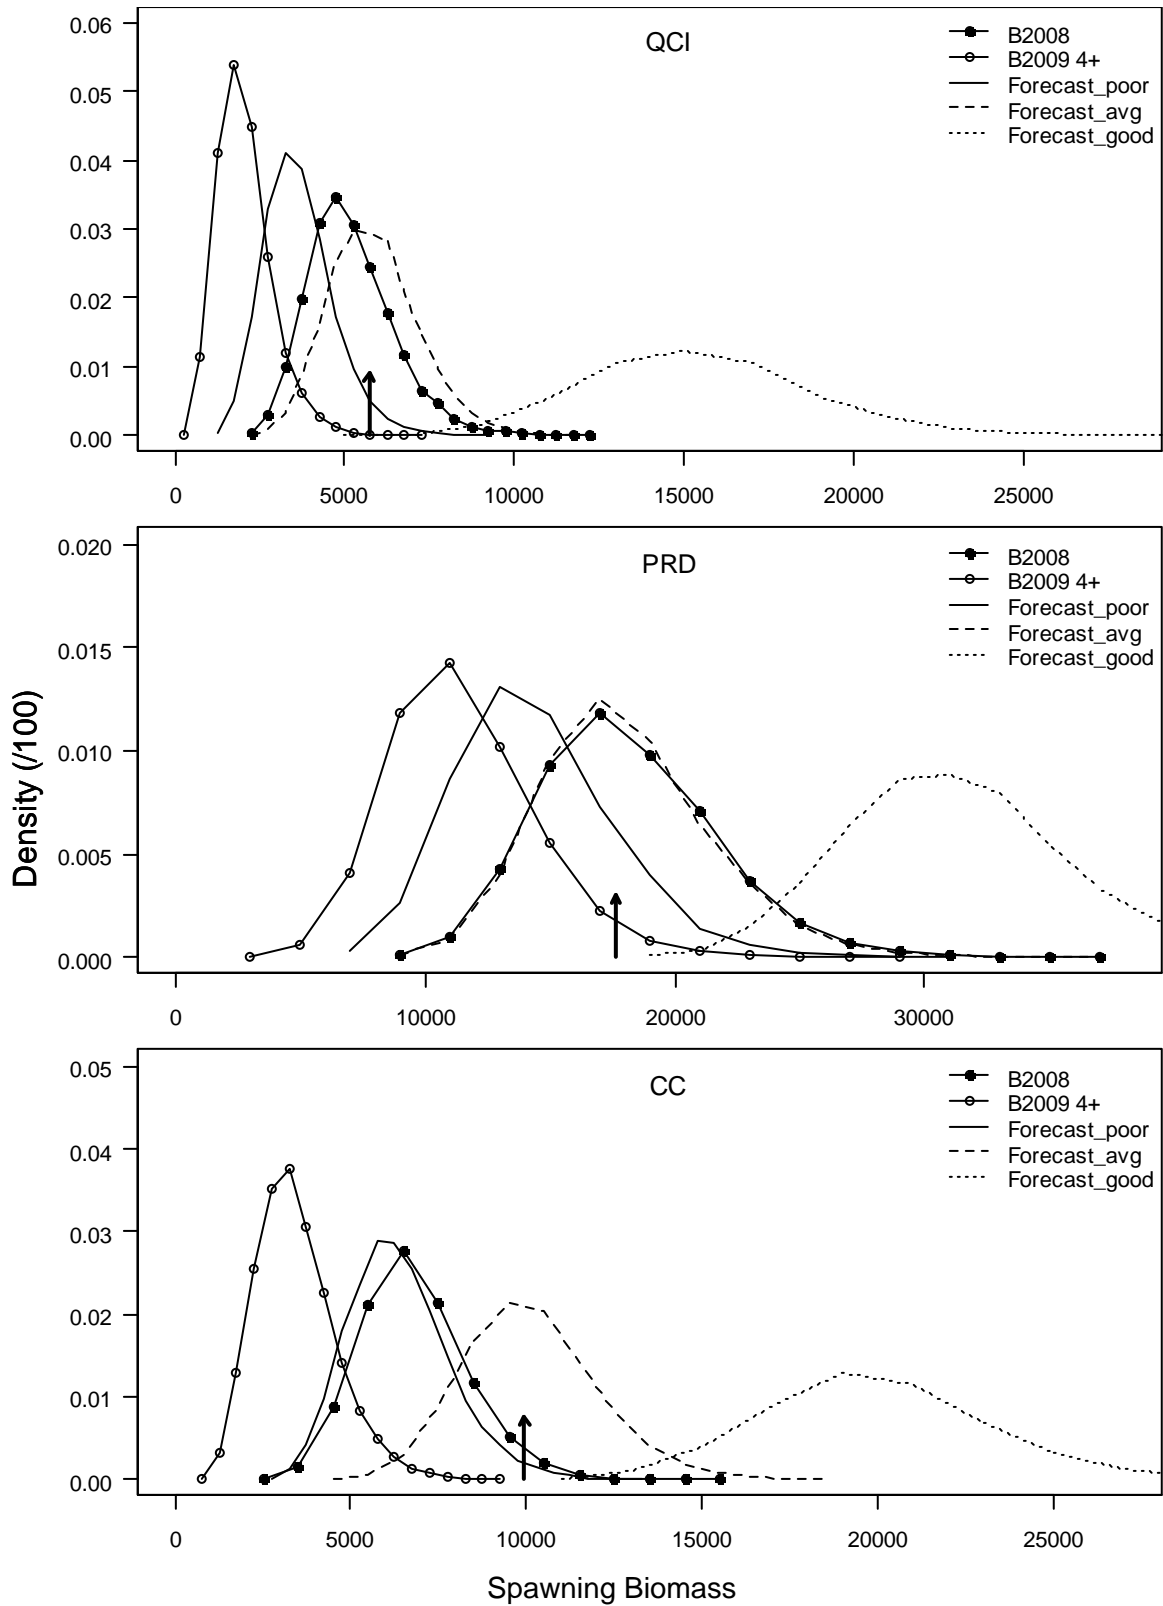 QCI
B2008
B2009 4+
Forecast_poor
Forecast_avg
Forecast_good
0.06
0.05
0.04
0.03
0.02
0.01
0.00
0 5000 10000 15000 20000 25000
PRD
B2008
B2009 4+
Forecast_poor
Forecast_avg
Forecast_good
0.020
0.015
0.010
0.005
0.000
0 10000 20000 30000
Density (/100)
CC
B2008
B2009 4+
Forecast_poor
Forecast_avg
Forecast_good
0.05
0.04
0.03
0.02
0.01
0.00
0 5000 10000 15000 20000 25000
Spawning Biomass